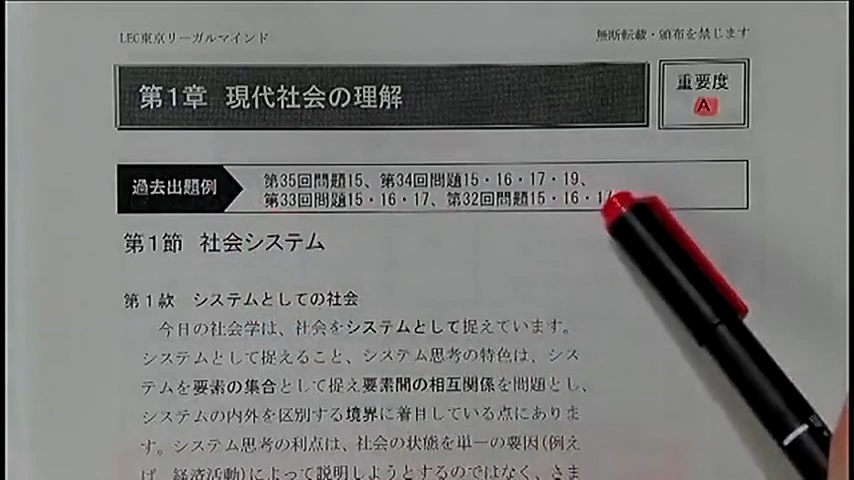 LEC東京リーガルマインド
無断転載・頒布を禁じます
第1章 現代社会の理解
重要度
A
過去出題例
第35回問題15、第34回問題15・16・17・19、
第33回問題15・16・17、第32回問題15・16・17
第1節 社会システム
第1款 システムとしての社会
今日の社会学は、社会をシステムとして捉えています。
システムとして捉えること、システム思考の特色は、シス
テムを要素の集合として捉え要素間の相互関係を問題とし、
システムの内外を区別する境界に着目している点にありま
す。システム思考の利点は、社会の状態を単一の要因(例え
ば、経済活動)によって説明しようとするのではなく、さま